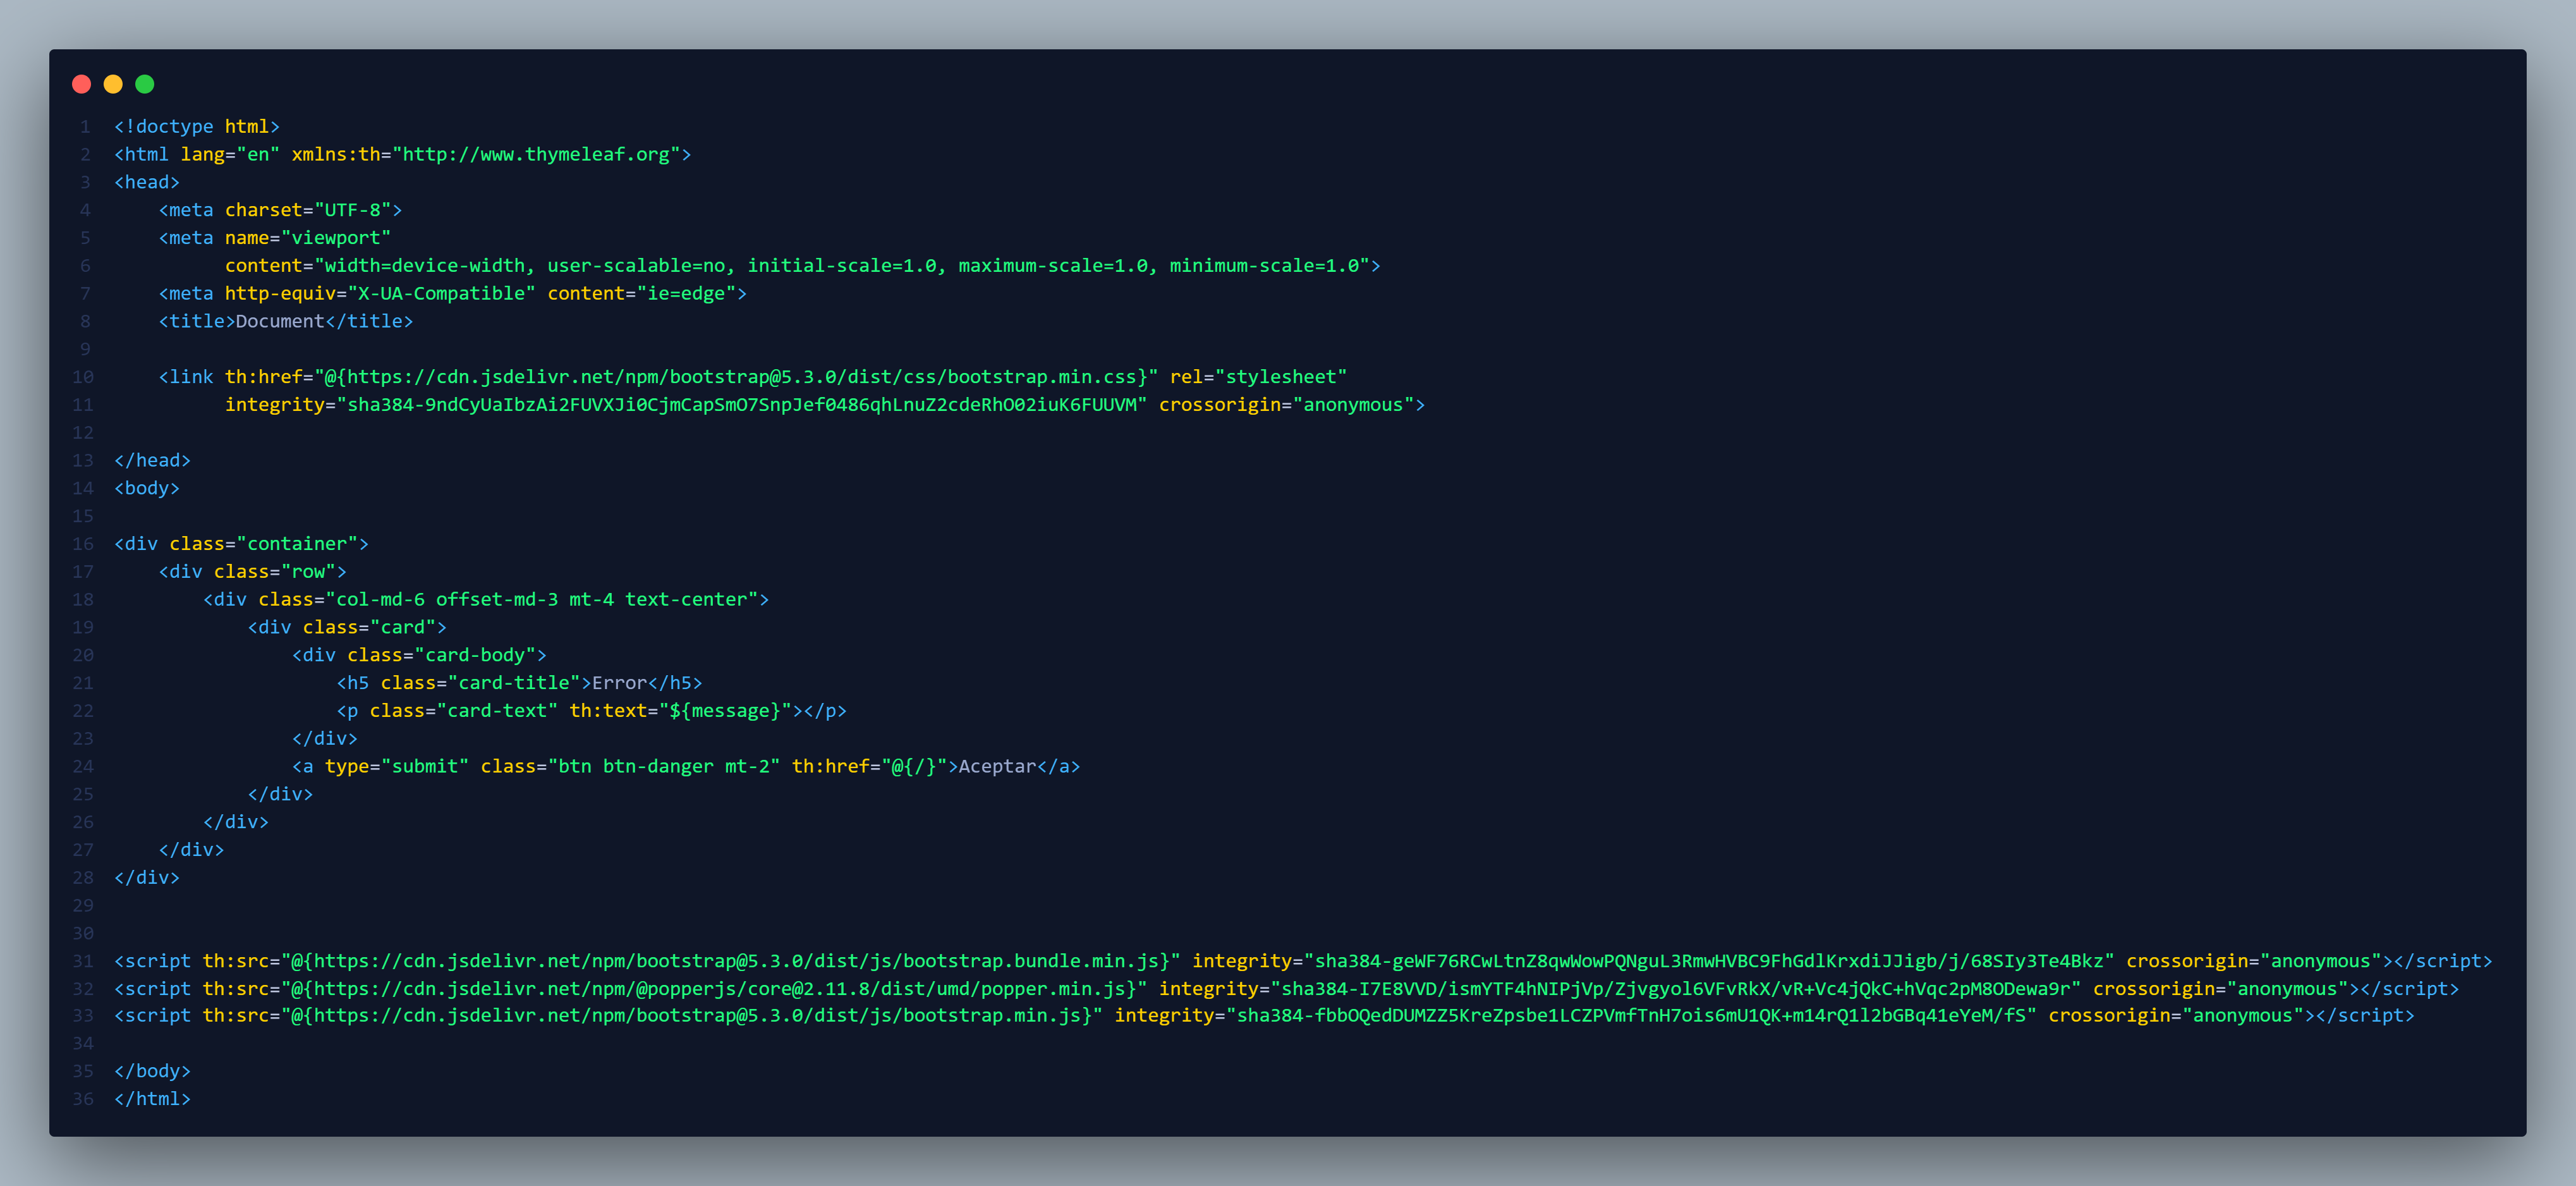 1 <!doctype html>
2 <html lang="en" xmlns:th="http://www.thymeleaf.org">
3 <head>
4     <meta charset="UTF-8">
5     <meta name="viewport"
6           content="width=device-width, user-scalable=no, initial-scale=1.0, maximum-scale=1.0, minimum-scale=1.0">
7     <meta http-equiv="X-UA-Compatible" content="ie=edge">
8     <title>Document</title>
9
10     <link th:href="@{https://cdn.jsdelivr.net/npm/bootstrap@5.3.0/dist/css/bootstrap.min.css}" rel="stylesheet"
11           integrity="sha384-9ndCyUaIbzAi2FUVXJi0CjmCapSmO7SnpJef0486qhLnuZ2cdeRhO02iuK6FUUVM" crossorigin="anonymous">
12
13 </head>
14 <body>
15
16 <div class="container">
17     <div class="row">
18         <div class="col-md-6 offset-md-3 mt-4 text-center">
19             <div class="card">
20                 <div class="card-body">
21                     <h5 class="card-title">Error</h5>
22                     <p class="card-text" th:text="${message}"></p>
23                 </div>
24                 <a type="submit" class="btn btn-danger mt-2" th:href="@{/}">Aceptar</a>
25             </div>
26         </div>
27     </div>
28 </div>
29
30
31 <script th:src="@{https://cdn.jsdelivr.net/npm/bootstrap@5.3.0/dist/js/bootstrap.bundle.min.js}" integrity="sha384-geWF76RCwLtnZ8qwWowPQNguL3RmwHVBC9FhGdlKrxdiJJigb/j/68SIy3Te4Bkz" crossorigin="anonymous"></script>
32 <script th:src="@{https://cdn.jsdelivr.net/npm/@popperjs/core@2.11.8/dist/umd/popper.min.js}" integrity="sha384-I7E8VVD/ismYTF4hNIPjVp/Zjvgyol6VFvRkX/vR+Vc4jQkC+hVqc2pM8ODewa9r" crossorigin="anonymous"></script>
33 <script th:src="@{https://cdn.jsdelivr.net/npm/bootstrap@5.3.0/dist/js/bootstrap.min.js}" integrity="sha384-fbbOQedDUMZZ5KreZpsbe1LCZPVmfTnH7ois6mU1QK+m14rQ1l2bGBq41eYeM/fS" crossorigin="anonymous"></script>
34
35 </body>
36 </html>